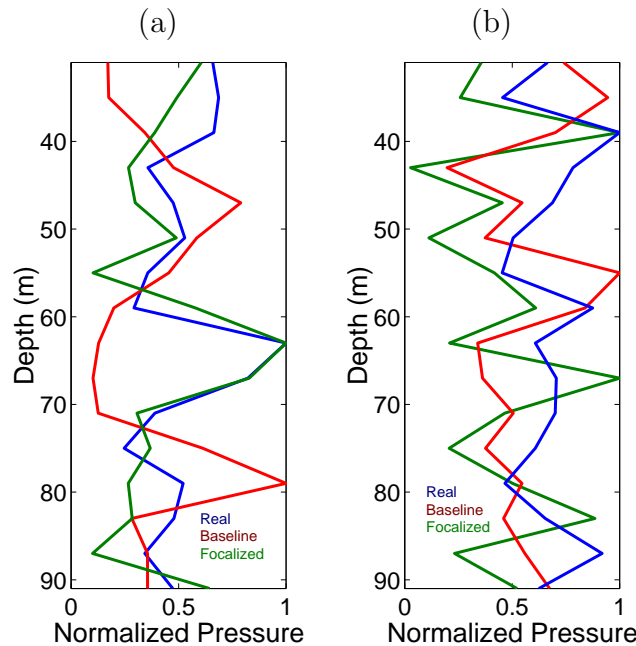 (a)
(b)
Depth (m)
40
50
60
70
80
90
0
0.5
1
Normalized Pressure
Real
Baseline
Focalized
Depth (m)
40
50
60
70
80
90
0
0.5
1
Normalized Pressure
Real
Baseline
Focalized